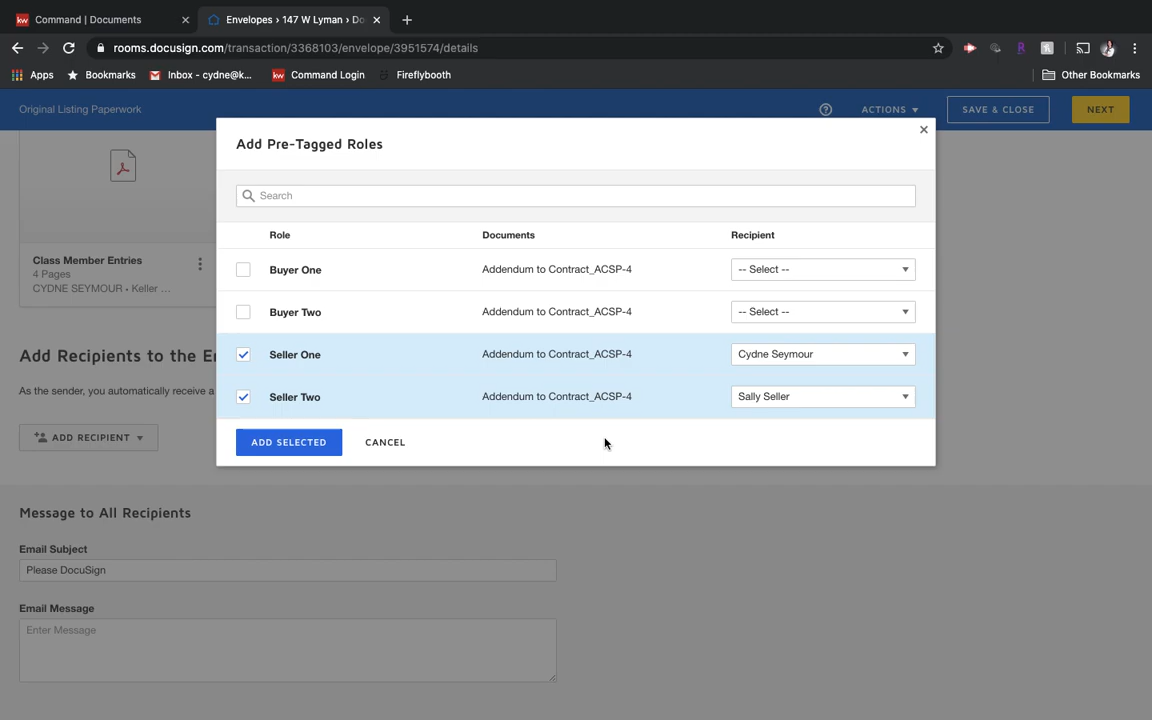 Command | Documents
Envelopes › 147 W Lyman › Do
rooms.docusign.com/transaction/3368103/envelope/3951574/details
Apps
Bookmarks
Inbox - cydne@k...
kw Command Login
Fireflybooth
Other Bookmarks
Original Listing Paperwork
ACTIONS
SAVE & CLOSE
NEXT
Add Pre-Tagged Roles
Search
Role
Documents
Recipient
Buyer One
Addendum to Contract_ACSP-4
-- Select --
Buyer Two
Addendum to Contract_ACSP-4
-- Select --
Seller One
Addendum to Contract_ACSP-4
Cydne Seymour
Seller Two
Addendum to Contract_ACSP-4
Sally Seller
ADD SELECTED
CANCEL
Class Member Entries
4 Pages
CYDNE SEYMOUR • Keller ...
Add Recipients to the E
As the sender, you automatically receive a
ADD RECIPIENT
Message to All Recipients
Email Subject
Please DocuSign
Email Message
Enter Message